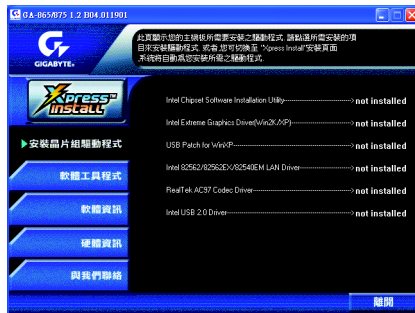 GA-865/875 1.2 B04.011901
GIGABYTE™
此頁顯示您的主機板所需要安裝之驅動程式. 請點選所需安裝的項
目來安裝驅動程式. 或者,您可切換至 "Xpress Install"安裝頁面
,系統將自動為您安裝所需之驅動程式.
Xpress™
install
安裝晶片組驅動程式
軟體工具程式
軟體資訊
硬體資訊
與我們聯絡
Intel Chipset Software Installation Utility-------------------->not installed
Intel Extreme Graphics Driver(Win2K/XP)-------------------->not installed
USB Patch for WinXP-------------------->not installed
Intel 82562/82562EX/82540EM LAN Driver-------------------->not installed
RealTek AC97 Codec Driver-------------------->not installed
Intel USB 2.0 Driver-------------------->not installed
離開